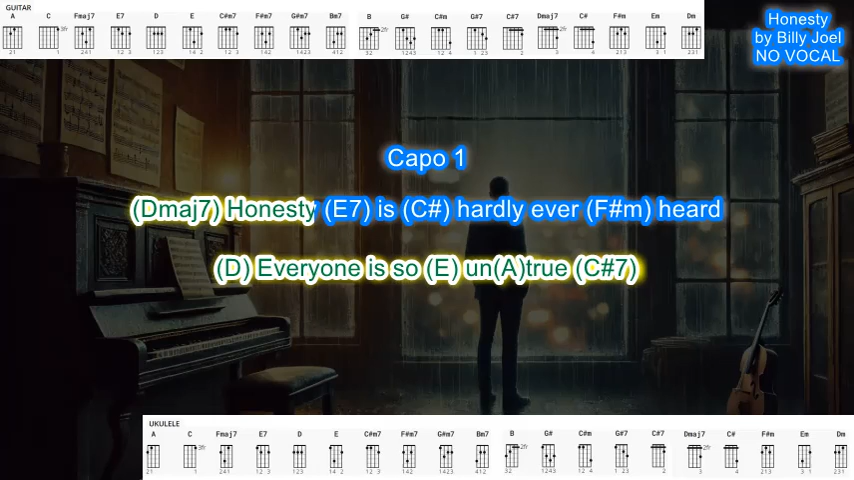 GUITAR
A C Fmaj7 E7 D E C#m7 F#m7 G#m7 Bm7 B G# C#m G#7 C#7 Dmaj7 C# F#m Em Dm
Honesty
by Billy Joel
NO VOCAL
Capo 1
(Dmaj7) Honesty (E7) is (C#) hardly ever (F#m) heard
(D) Everyone is so (E) un(A)true (C#7)
UKULELE
A C Fmaj7 E7 D E C#m7 F#m7 G#m7 Bm7 B G# C#m G#7 C#7 Dmaj7 C# F#m Em Dm